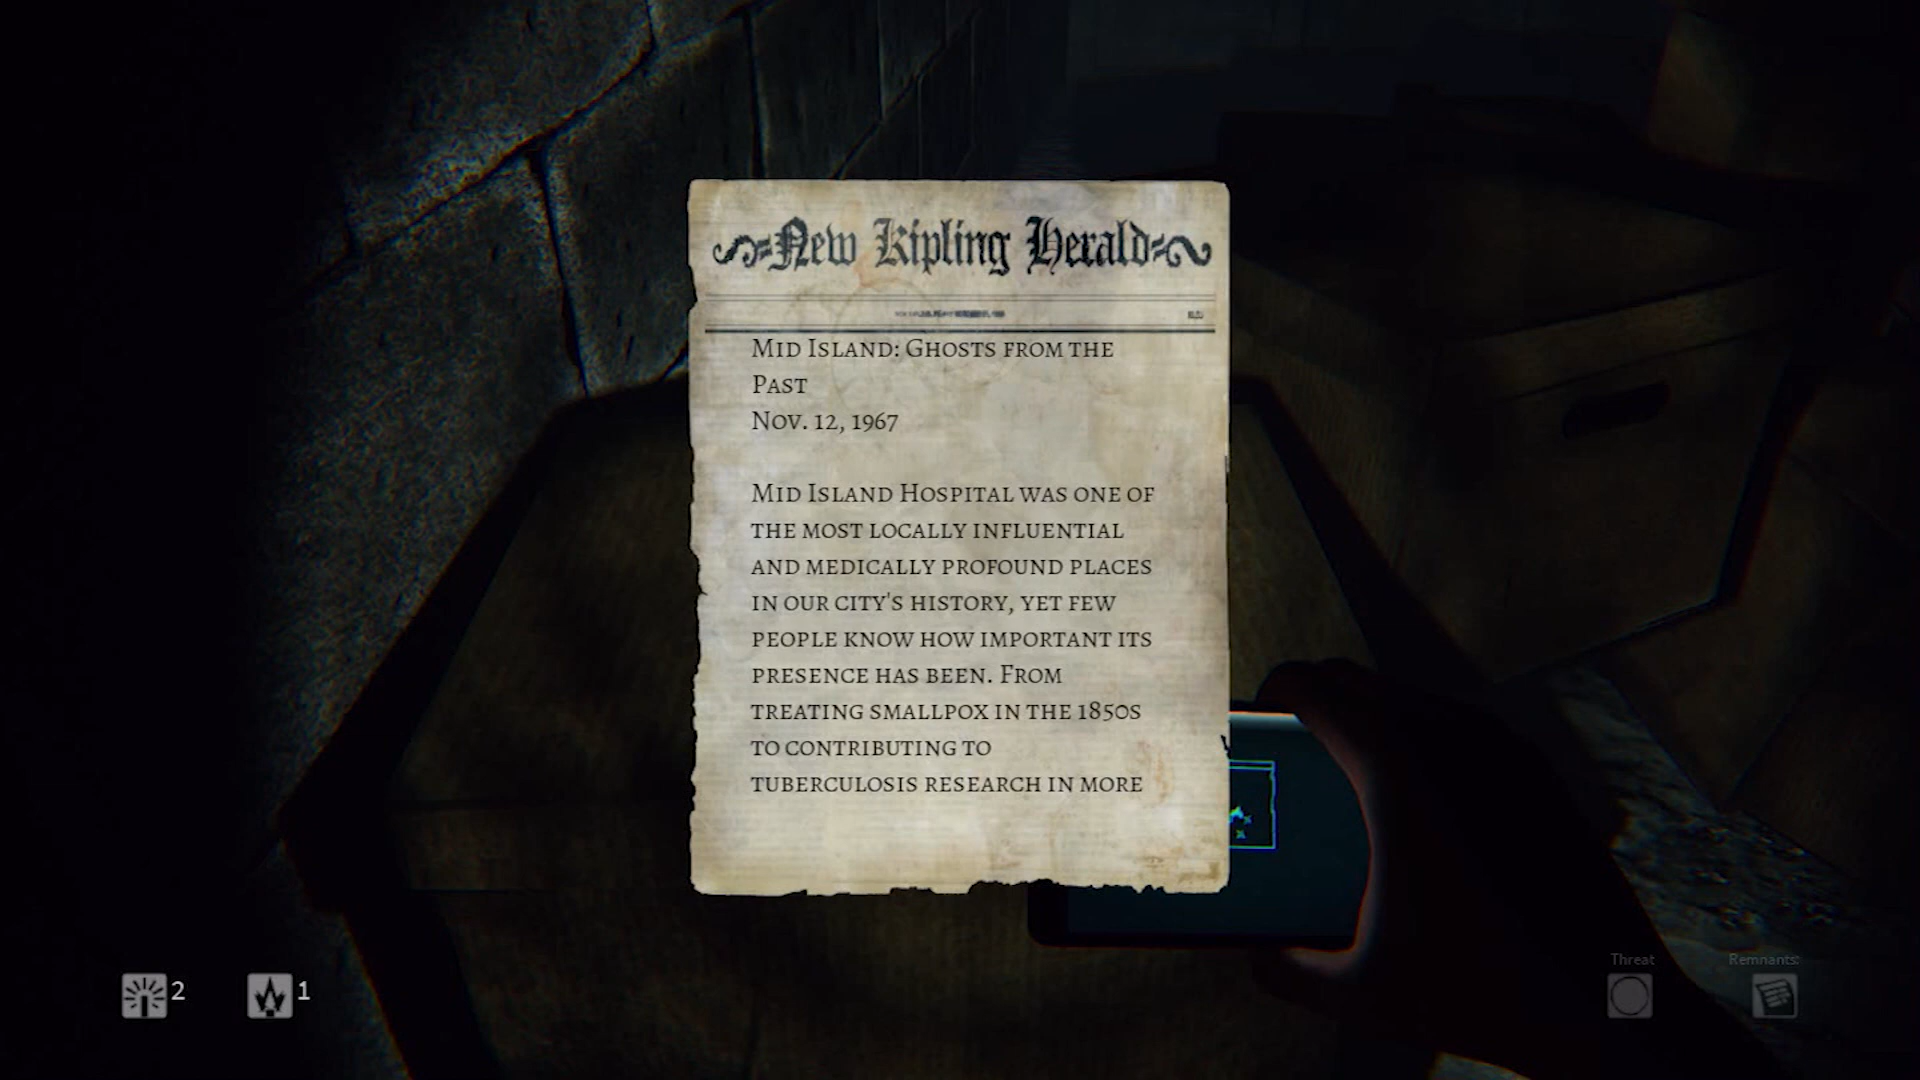 New Kipling Herald
Mid Island: Ghosts from the
Past
Nov. 12, 1967
Mid Island Hospital was one of
the most locally influential
and medically profound places
in our city's history, yet few
people know how important its
presence has been. From
treating smallpox in the 1850s
to contributing to
tuberculosis research in more
2
1
Threat
Remnants: